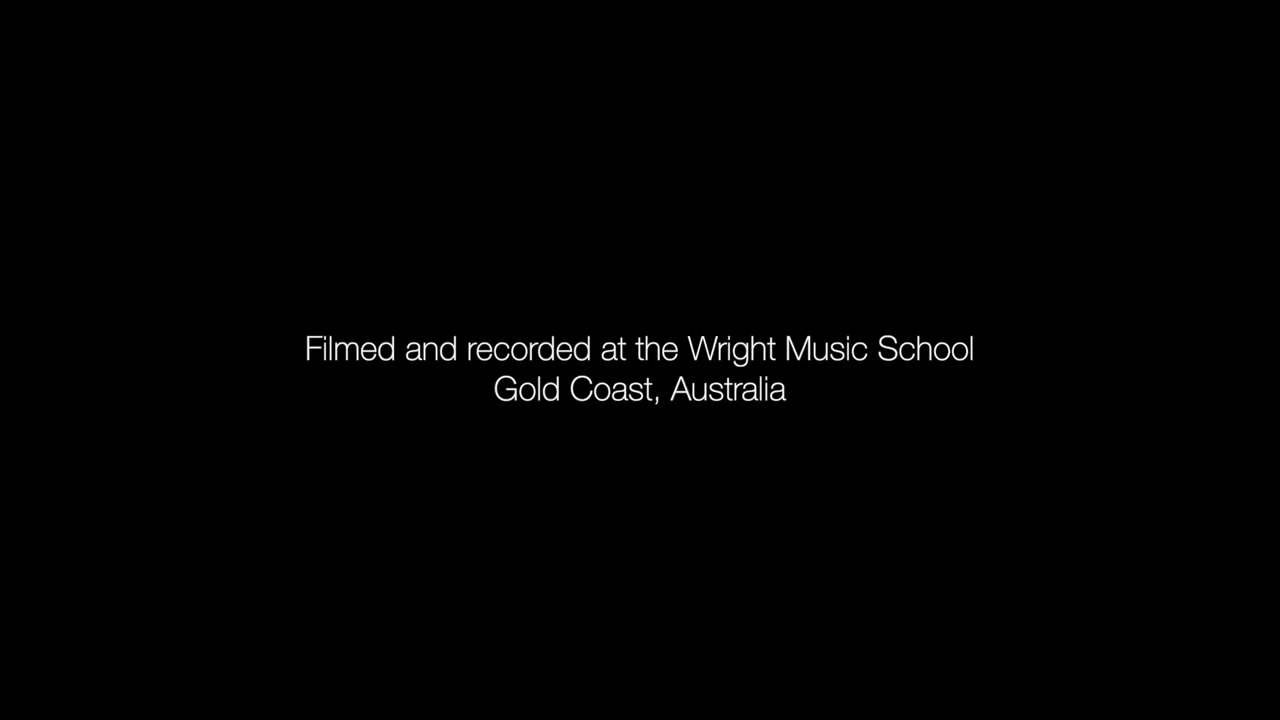 Filmed and recorded at the Wright Music School
Gold Coast, Australia